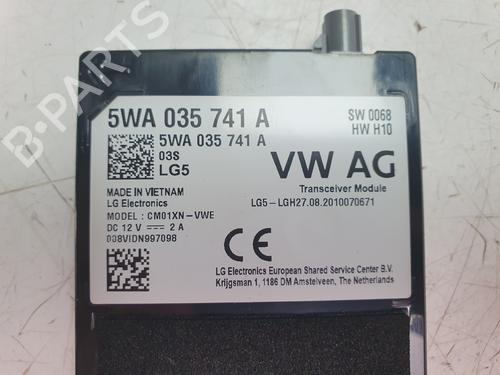 B-PARTS
5WA 035 741 A
SW 0068
HW H10
5WA 035 741 A
03S
LG5
VW AG
Transceiver Module
MADE IN VIETNAM
LG Electronics
MODEL : CM01XN-VWE
DC 12 V ⎓ 2 A
008VIDN997098
LG5-LGH27.08.2010070671
CE
LG Electronics European Shared Service Center B.V.
Krijgsman 1, 1186 DM Amstelveen, The Netherlands